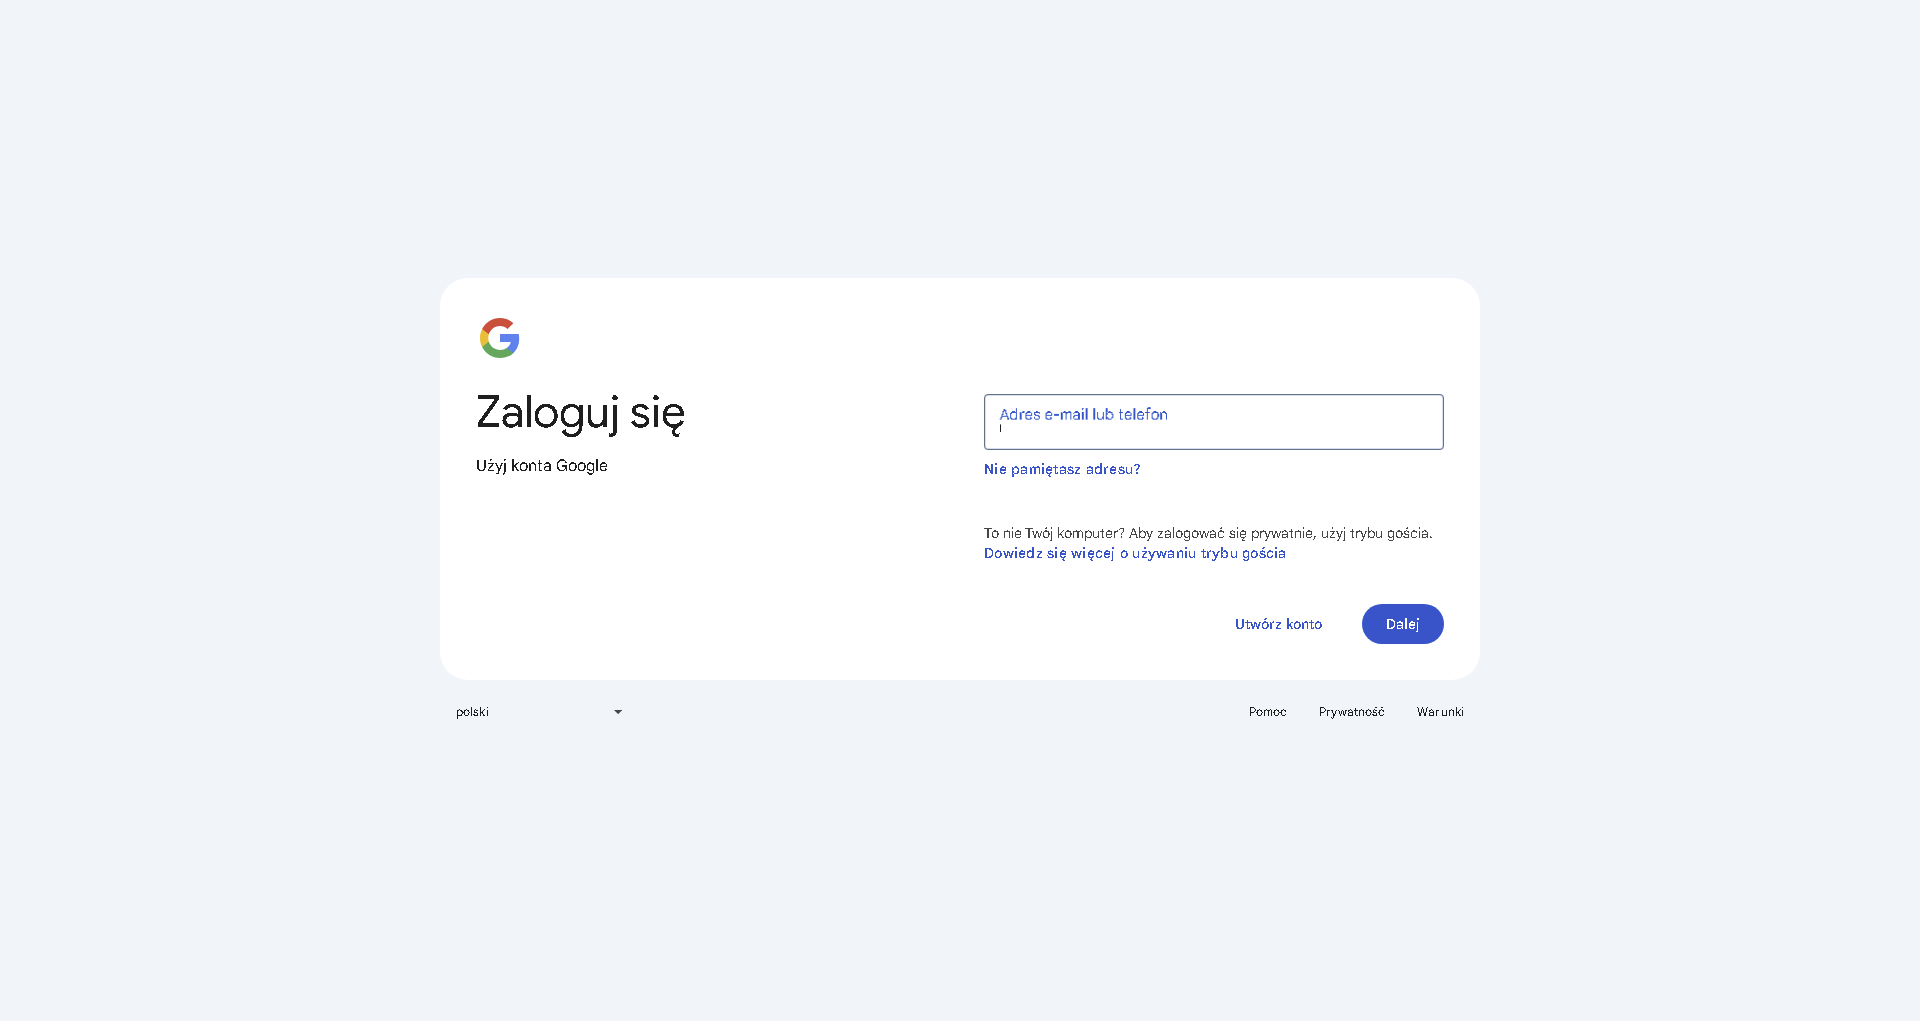 Zaloguj się
Użyj konta Google
Adres e-mail lub telefon
Nie pamiętasz adresu?
To nie Twój komputer? Aby zalogować się prywatnie, użyj trybu gościa.
Dowiedz się więcej o używaniu trybu gościa
Utwórz konto
Dalej
polski
Pomoc
Prywatność
Warunki